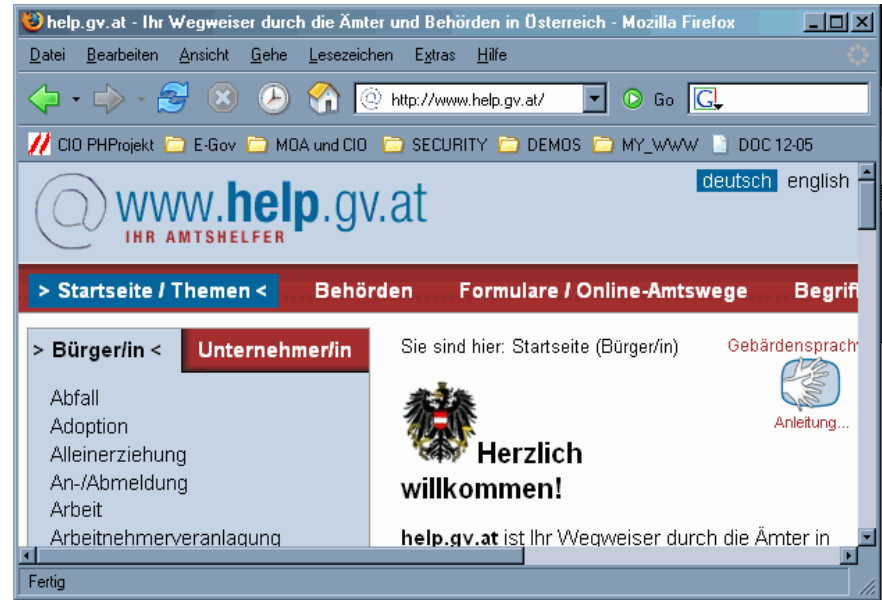 help.gv.at - Ihr Wegweiser durch die Ämter und Behörden in Österreich - Mozilla Firefox
Datei Bearbeiten Ansicht Gehe Lesezeichen Extras Hilfe
http://www.help.gv.at/ Go G
CIO PHProjekt E-Gov MOA und CIO SECURITY DEMOS MY_WWW DOC 12-05
deutsch english
@ www.help.gv.at
IHR AMTSHELFER
> Startseite / Themen < Behörden Formulare / Online-Amtswege Begriff
> Bürger/in < Unternehmer/in
Sie sind hier: Startseite (Bürger/in) Gebärdensprach
Anleitung...
Abfall
Adoption
Alleinerziehung
An-/Abmeldung
Arbeit
Arbeitnehmerveranlagung
Herzlich
willkommen!
help.gv.at ist Ihr Wegweiser durch die Ämter in
Fertig